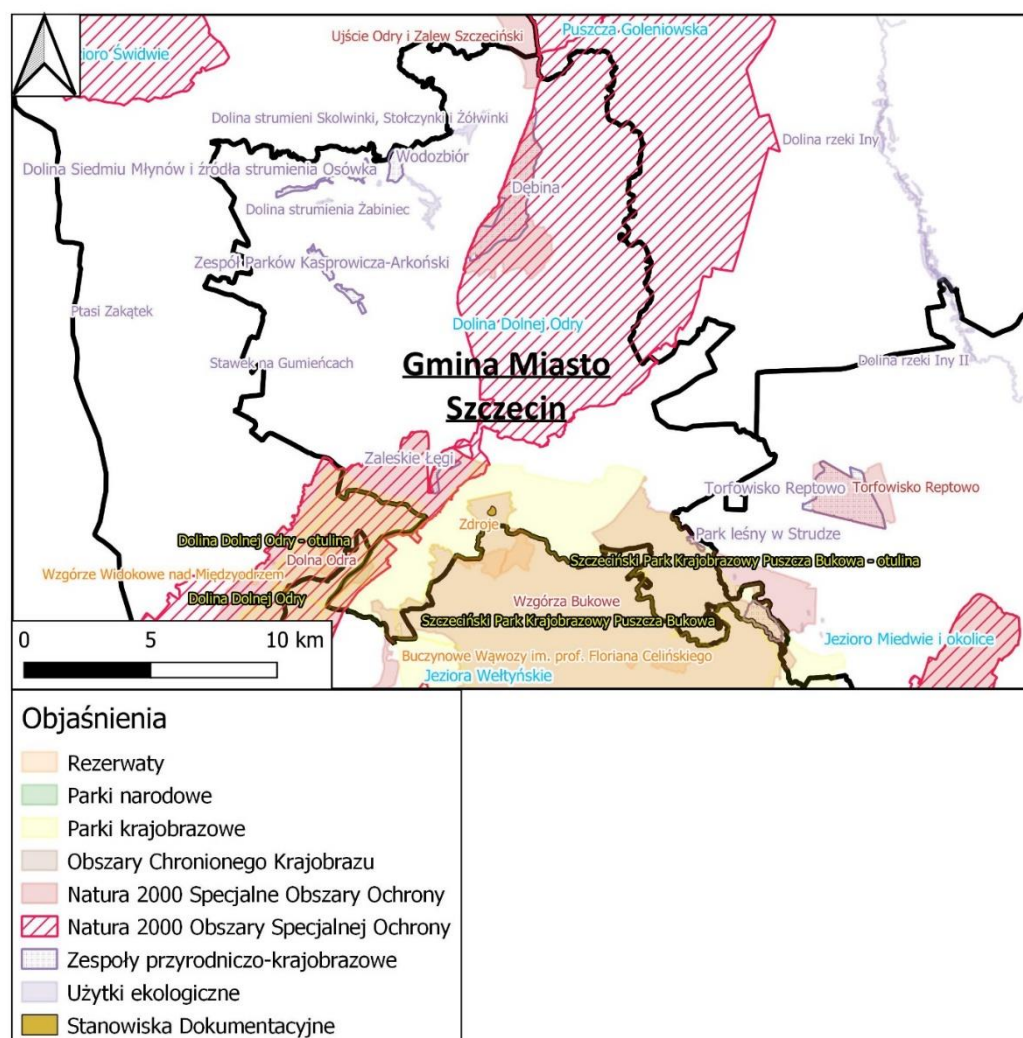 Ujście Odry i Zalew Szczeciński
Puszcza Goleniowska
zioro Świdwie
Dolina strumieni Skolwinki, Stołczynki i Żółwinki
Dolina rzeki Iny
Wodozbiór
Dolina Siedmiu Młynów i źródła strumienia Osówka
Dębina
Dolina strumienia Żabiniec
Zespół Parków Kasprowicza-Arkoński
Ptasi Zakątek
Dolina Dolnej Odry
Stawek na Gumieńcach
Gmina Miasto
Szczecin
Dolina rzeki Iny II
Zaleskie Łęgi
Torfowisko Reptowo
Torfowisko Reptowo
Zdroje
Park leśny w Strudze
Dolina Dolnej Odry - otulina
Dolna Odra
Szczeciński Park Krajobrazowy Puszcza Bukowa - otulina
Wzgórze Widokowe nad Międzyodrzem
Dolina Dolnej Odry
Wzgórza Bukowe
Szczeciński Park Krajobrazowy Puszcza Bukowa
Jezioro Miedwie i okolice
Buczynowe Wąwozy im. prof. Floriana Celińskiego
Jeziora Wełtyńskie
0 5 10 km
Objaśnienia
Rezerwaty
Parki narodowe
Parki krajobrazowe
Obszary Chronionego Krajobrazu
Natura 2000 Specjalne Obszary Ochrony
Natura 2000 Obszary Specjalnej Ochrony
Zespoły przyrodniczo-krajobrazowe
Użytki ekologiczne
Stanowiska Dokumentacyjne